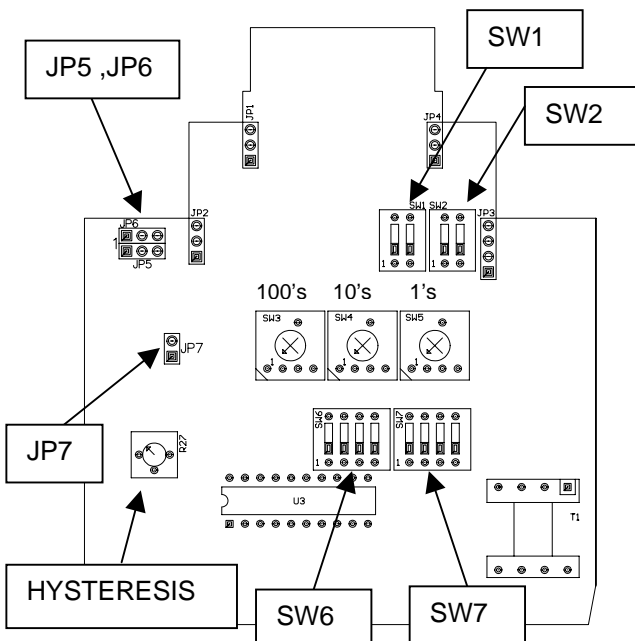 SW1
JP5 ,JP6
SW2
JP1
JP4
JP2
SW1 SW2
JP3
JP6
1
JP5
1 1
100's 10's 1's
SW3 SW4 SW5
1 1 1
JP7
SW6
SW7
1 1
JP7
R27
U3
T1
HYSTERESIS
SW6
SW7